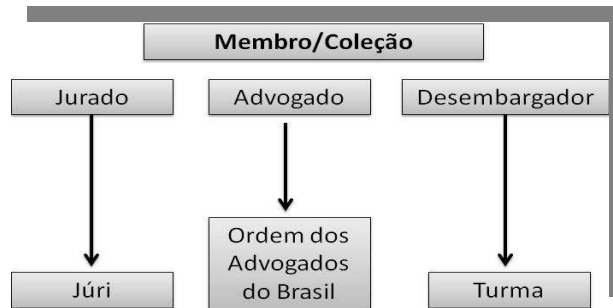 Membro/Coleção
Jurado
Advogado
Desembargador
Júri
Ordem dos
Advogados
do Brasil
Turma